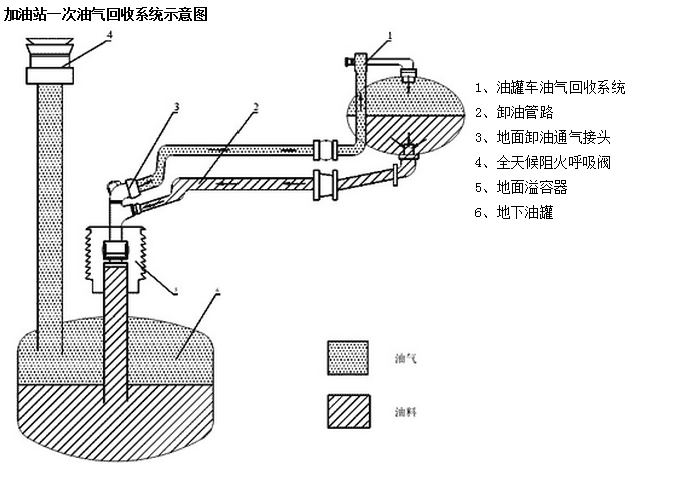 加油站一次油气回收系统示意图
4
1
1、油罐车油气回收系统
2、卸油管路
3、地面卸油通气接头
4、全天候阻火呼吸阀
5、地面溢容器
6、地下油罐
3
2
油气
油料